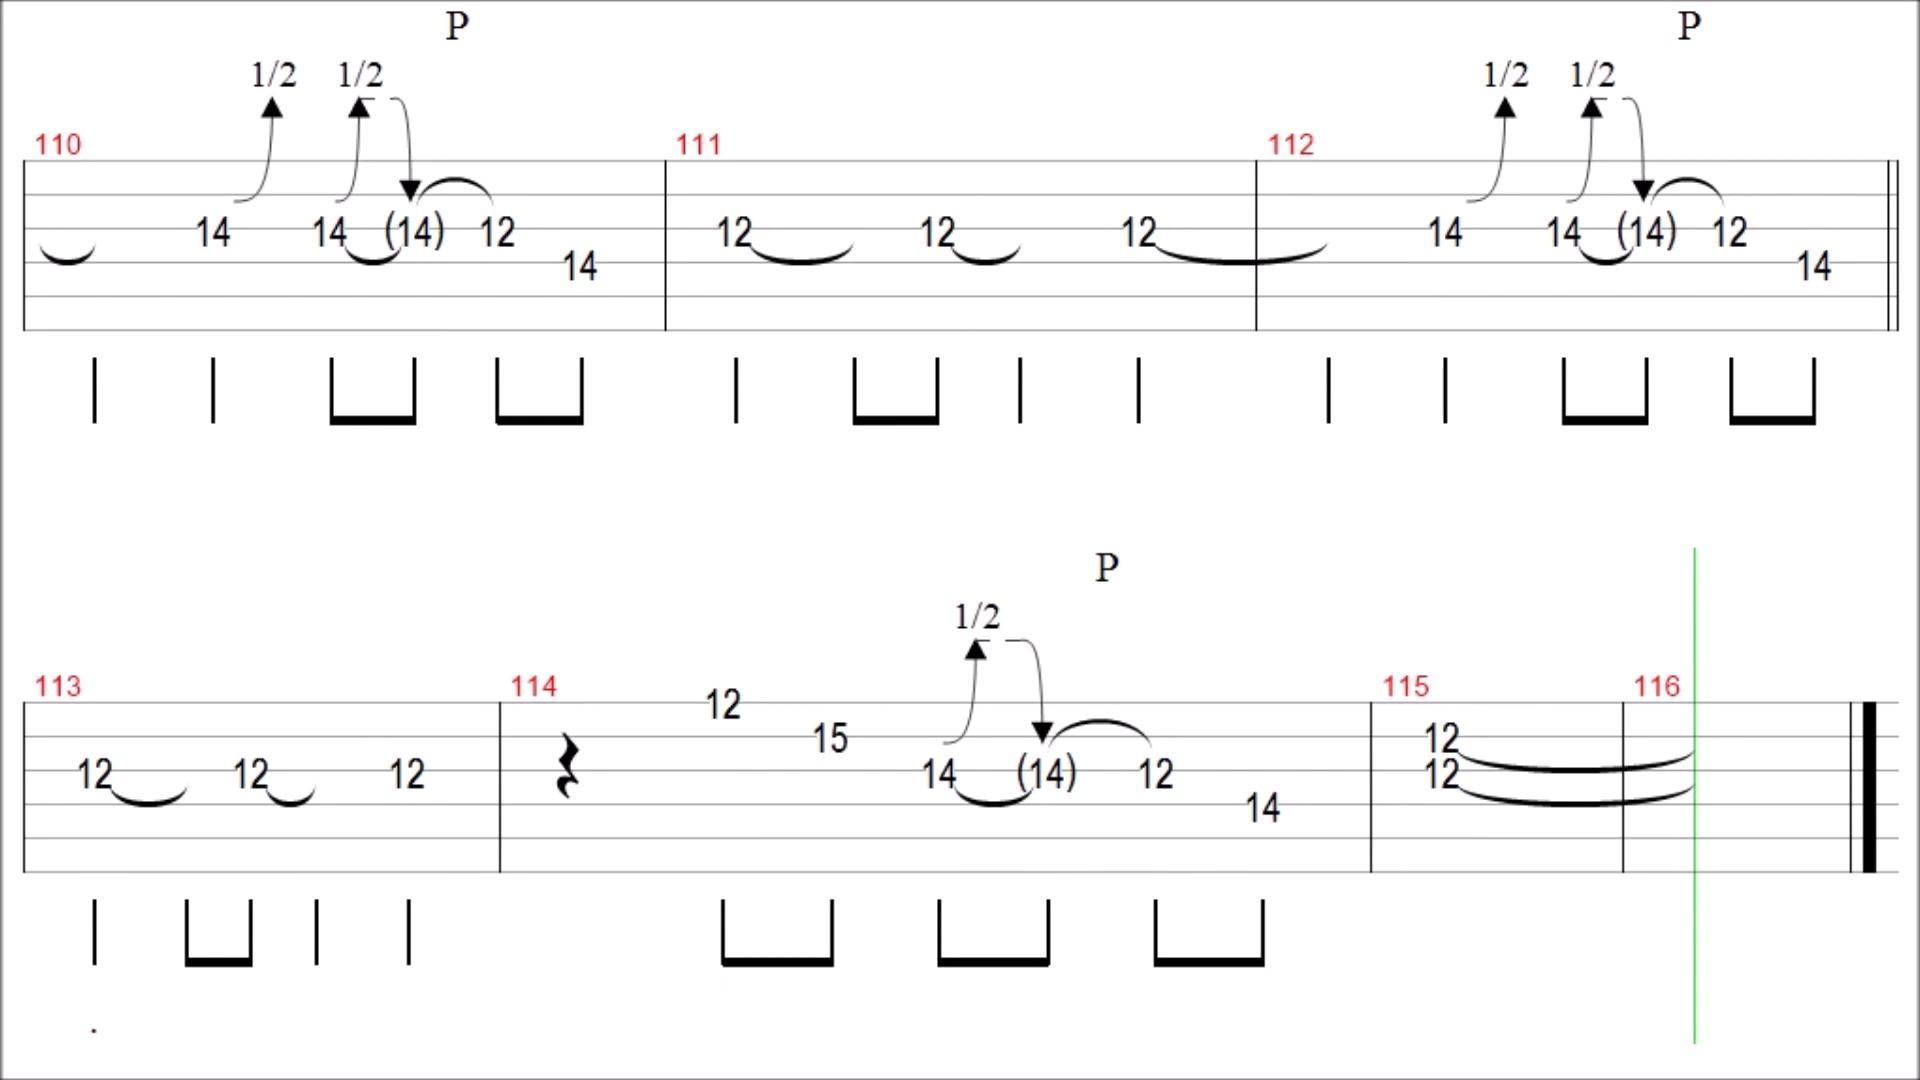 P P
1/2 1/2 1/2 1/2
110 111 112
14 14 (14) 12 12 12 12 14 14 (14) 12
14 14
P
1/2
113 114 115 116
12
15 12
12 12 12 14 (14) 12 12
14